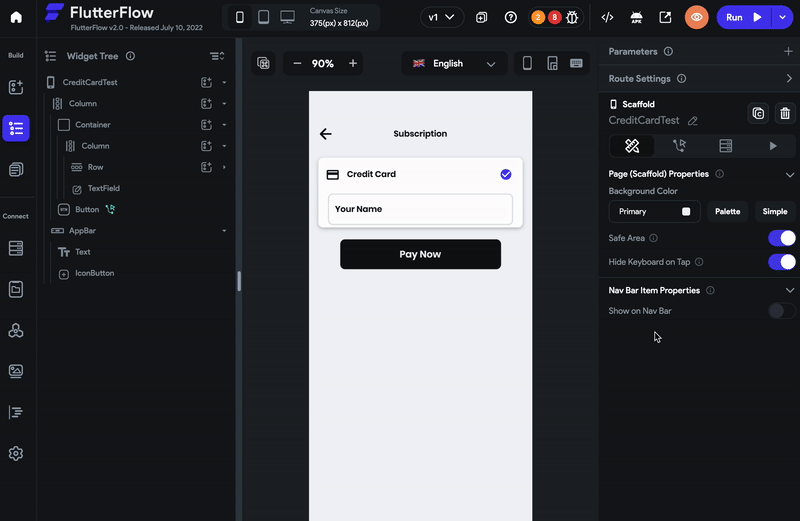 FlutterFlow
FlutterFlow v2.0 - Released July 10, 2022
Canvas Size
375(px) x 812(px)
v1
2
8
APK
Run
Build
Widget Tree
CreditCardTest
Column
Container
Column
Row
TextField
BTN
Button
AppBar
Text
IconButton
Connect
90%
English
Subscription
Credit Card
Your Name
Pay Now
Parameters
Route Settings
Scaffold
CreditCardTest
Page (Scaffold) Properties
Background Color
Primary
Palette
Simple
Safe Area
Hide Keyboard on Tap
Nav Bar Item Properties
Show on Nav Bar